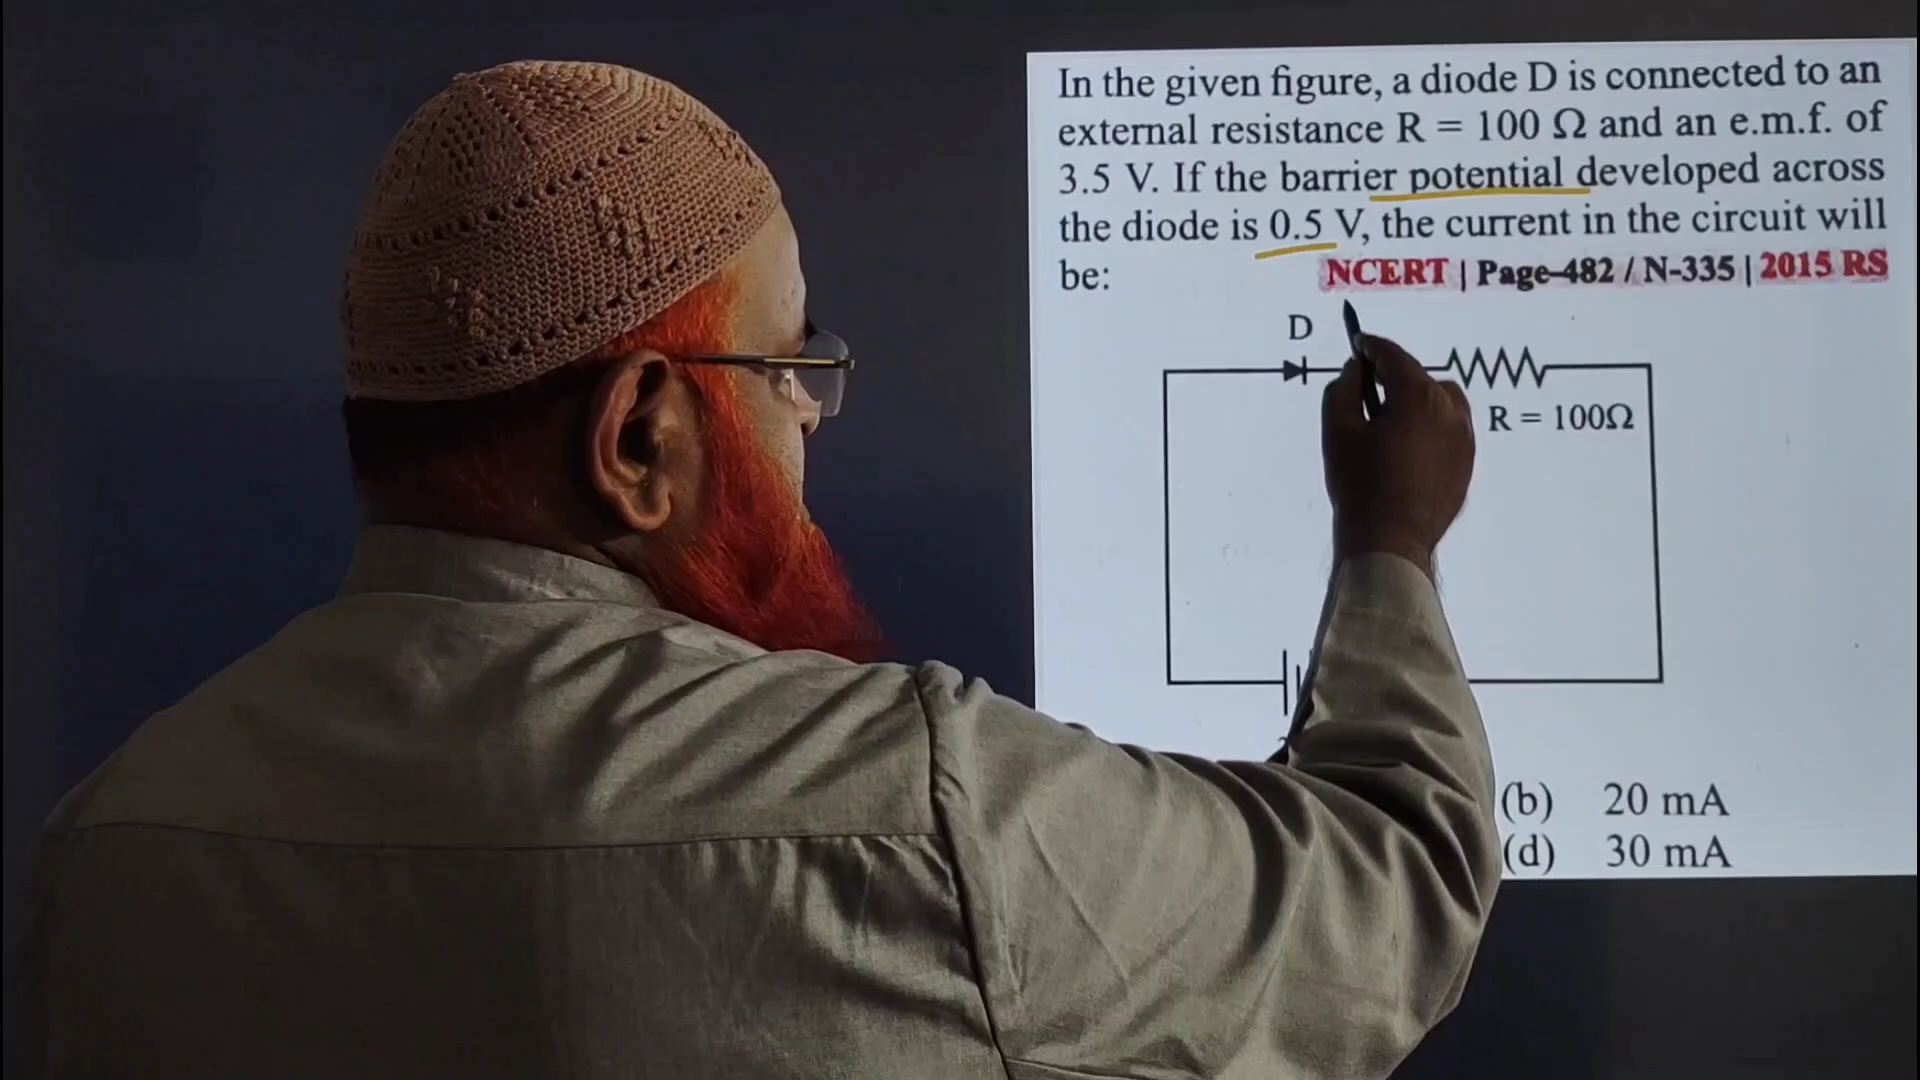 In the given figure, a diode D is connected to an
external resistance R = 100 Ω and an e.m.f. of
3.5 V. If the barrier potential developed across
the diode is 0.5 V, the current in the circuit will
be:
NCERT | Page-482 / N-335 | 2015 RS
D
R = 100Ω
(b) 20 mA
(d) 30 mA